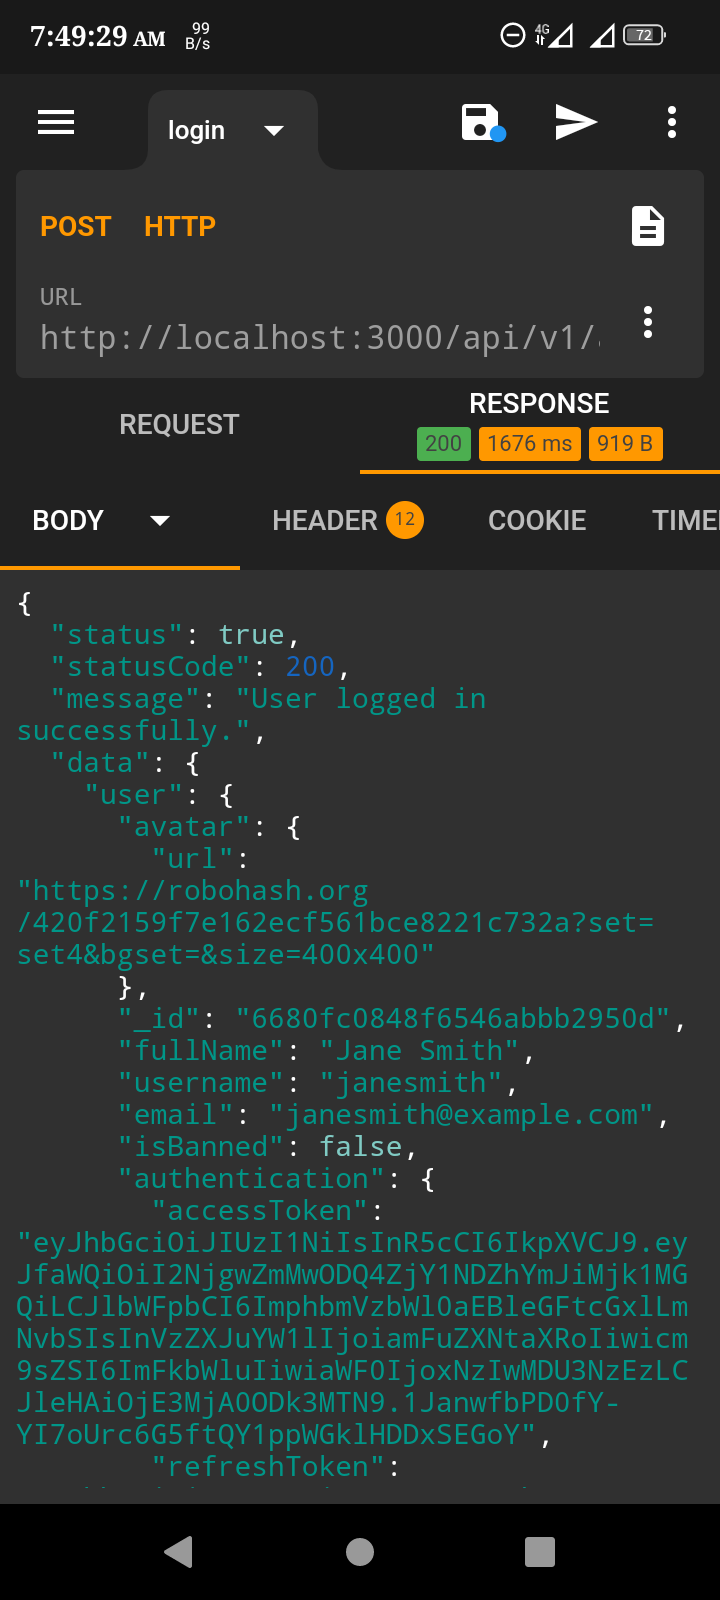 7:49:29 AM 99 B/s 4G 72
login
POST HTTP
URL
http://localhost:3000/api/v1/
REQUEST RESPONSE
200 1676 ms 919 B
BODY HEADER 12 COOKIE TIME
{
"status": true,
"statusCode": 200,
"message": "User logged in
successfully.",
"data": {
"user": {
"avatar": {
"url":
"https://robohash.org
/420f2159f7e162ecf561bce8221c732a?set=
set4&bgset=&size=400x400"
},
"_id": "6680fc0848f6546abbb2950d",
"fullName": "Jane Smith",
"username": "janesmith",
"email": "janesmith@example.com",
"isBanned": false,
"authentication": {
"accessToken":
"eyJhbGciOiJIUzI1NiIsInR5cCI6IkpXVCJ9.ey
JfaWQiOiI2NjgwZmMwODQ4ZjY1NDZhYmJiMjk1MG
QiLCJlbWFpbCI6ImphbmVzbWl0aEBleGFtcGxlLm
NvbSIsInVzZXJuYW1lIjoiamFuZXNtaXRoIiwicm
9sZSI6ImFkbWluIiwiaWF0IjoxNzIwMDU3NzEzLC
JleHAiOjE3MjA0ODk3MTN9.1JanwfbPD0fY-
YI7oUrc6G5ftQY1ppWGklHDDxSEGoY",
"refreshToken":